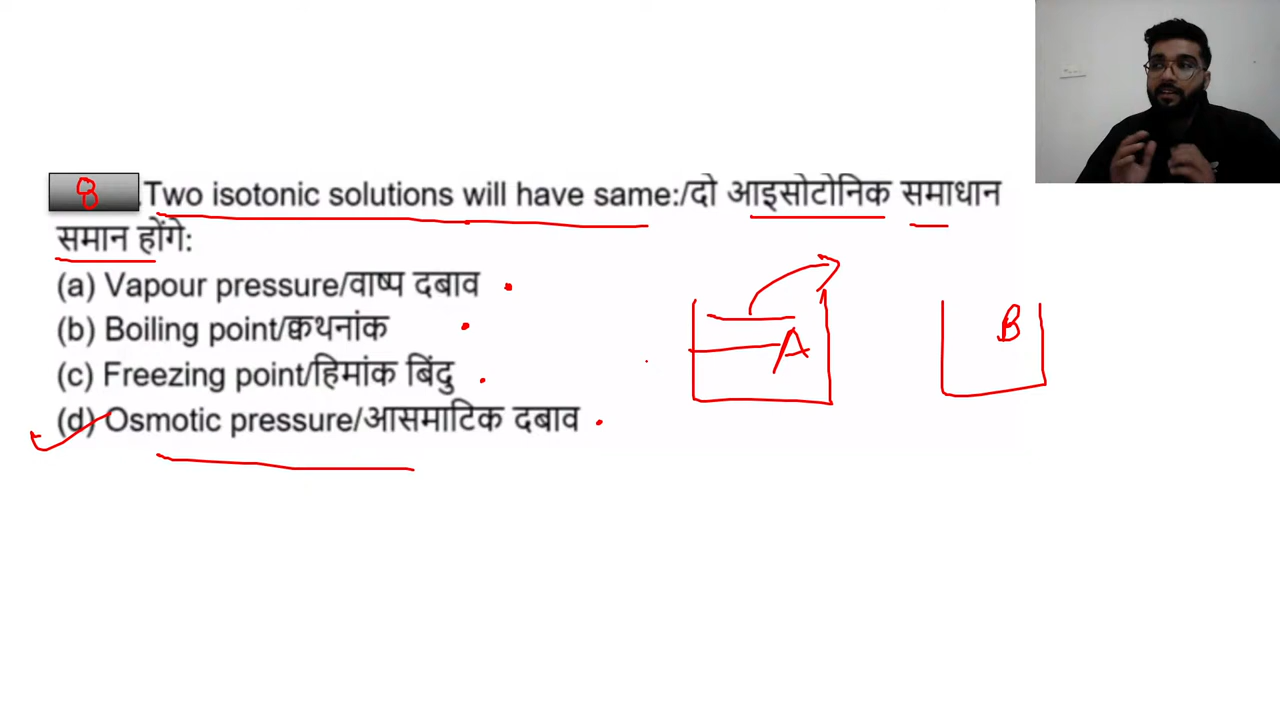 8 Two isotonic solutions will have same:/दो आइसोटोनिक समाधान
समान होंगे:
(a) Vapour pressure/वाष्प दबाव
(b) Boiling point/क्वथनांक
(c) Freezing point/हिमांक बिंदु
(d) Osmotic pressure/आसमाटिक दबाव
A
B